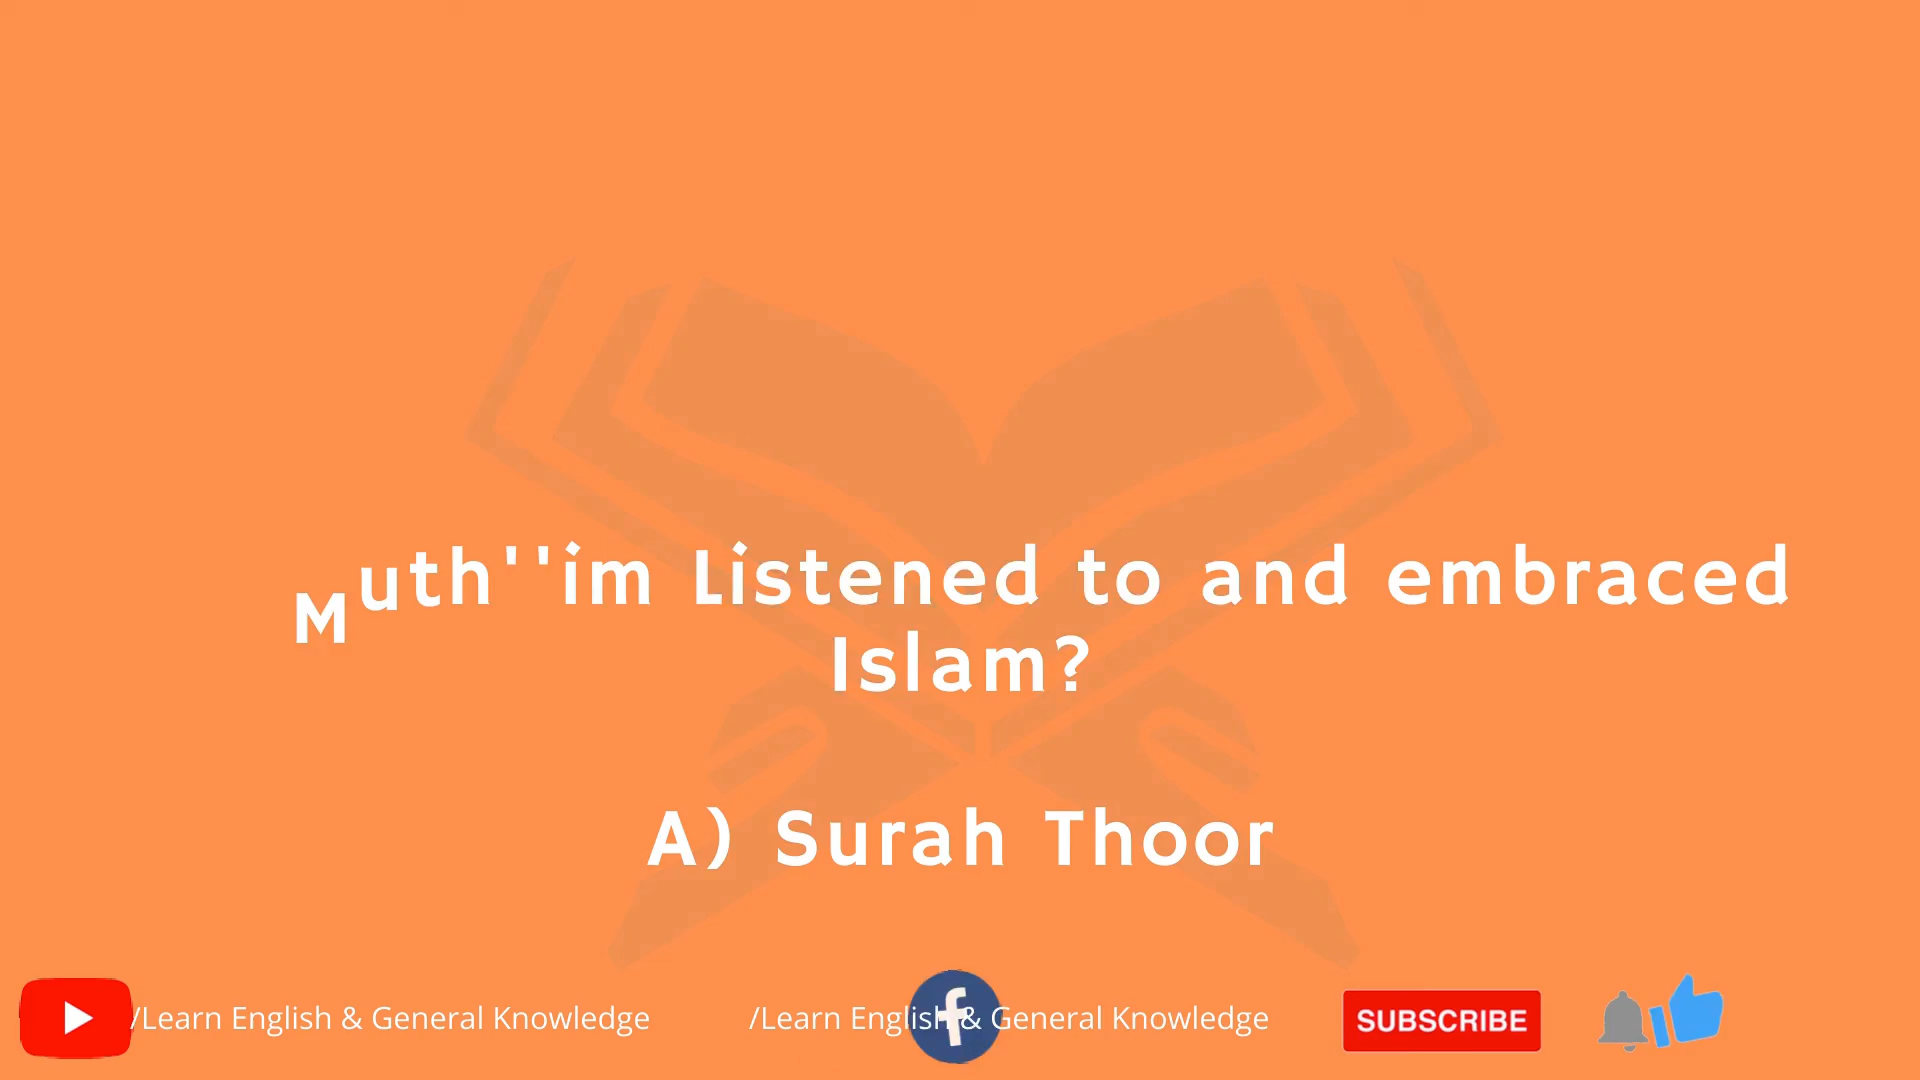 Muth''im Listened to and embraced
Islam?
A) Surah Thoor
/Learn English & General Knowledge
/Learn English & General Knowledge
SUBSCRIBE